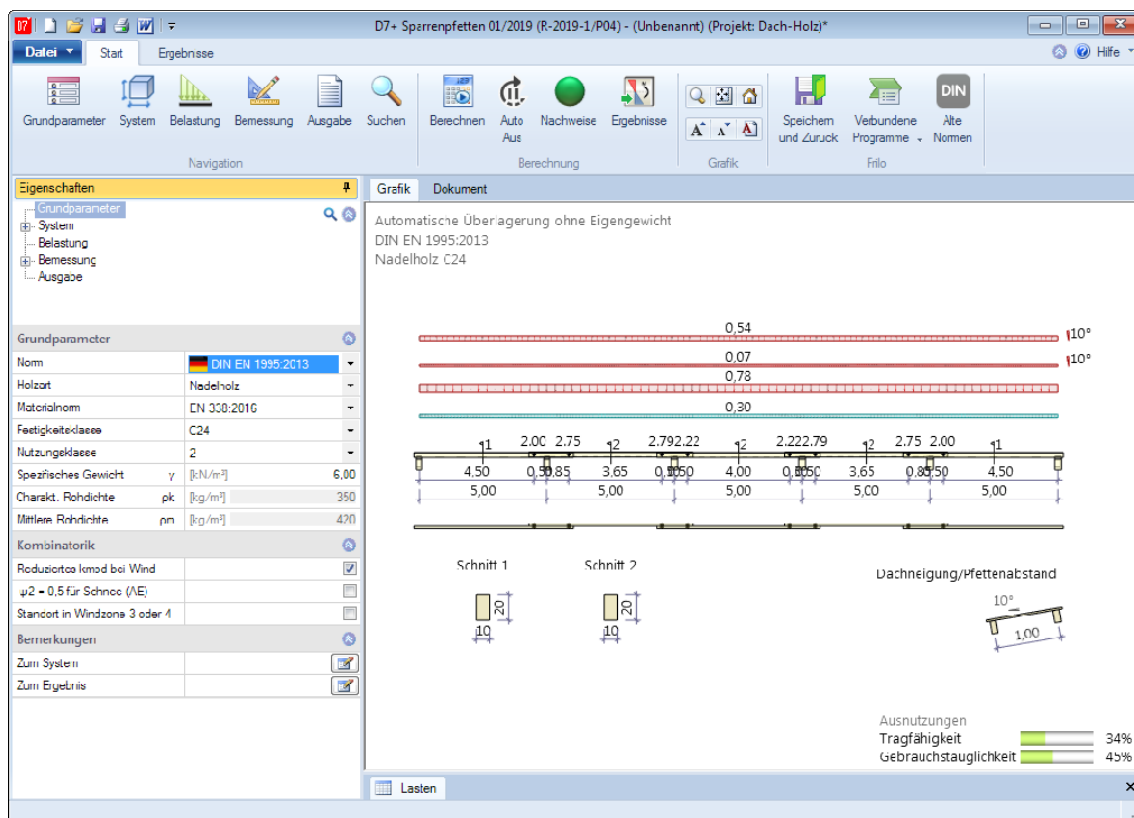 D7 D7+ Sparrenpfetten 01/2019 (R-2019-1/P04) - (Unbenannt) (Projekt: Dach-Holz)*
Datei Start Ergebnisse Hilfe
Grundparameter System Belastung Bemessung Ausgabe Suchen Berechnen Auto Aus Nachweise Ergebnisse Speichern und Zurück Verbundene Programme DIN Alte Normen
Navigation Berechnung Grafik Frilo
Eigenschaften
Grundparameter
System
Belastung
Bemessung
Ausgabe
Grundparameter
Norm DIN EN 1995:2013
Holzart Nadelholz
Materialnorm EN 338:2016
Festigkeitsklasse C24
Nutzungsklasse 2
Spezifisches Gewicht γ [kN/m³] 6,00
Charakt. Rohdichte ρk [kg/m³] 350
Mittlere Rohdichte ρm [kg/m³] 420
Kombinatorik
Reduziertes kmod bei Wind
ψ2 = 0,5 für Schnee (AE)
Standort in Windzone 3 oder 4
Bemerkungen
Zum System
Zum Ergebnis
Grafik Dokument
Automatische Überlagerung ohne Eigengewicht
DIN EN 1995:2013
Nadelholz C24
0,54 10°
0,07 10°
0,78
0,30
1 2.00 2.75 2 2.79 2.22 2 2.22 2.79 2 2.75 2.00 1
4,50 0,85 3,65 4,00 3,65 4,50
5,00 5,00 5,00 5,00 5,00
Schnitt 1 Schnitt 2 Dachneigung/Pfettenabstand
20 20 10°
10 10 1,00
Ausnutzungen
Tragfähigkeit 34%
Gebrauchstauglichkeit 45%
Lasten